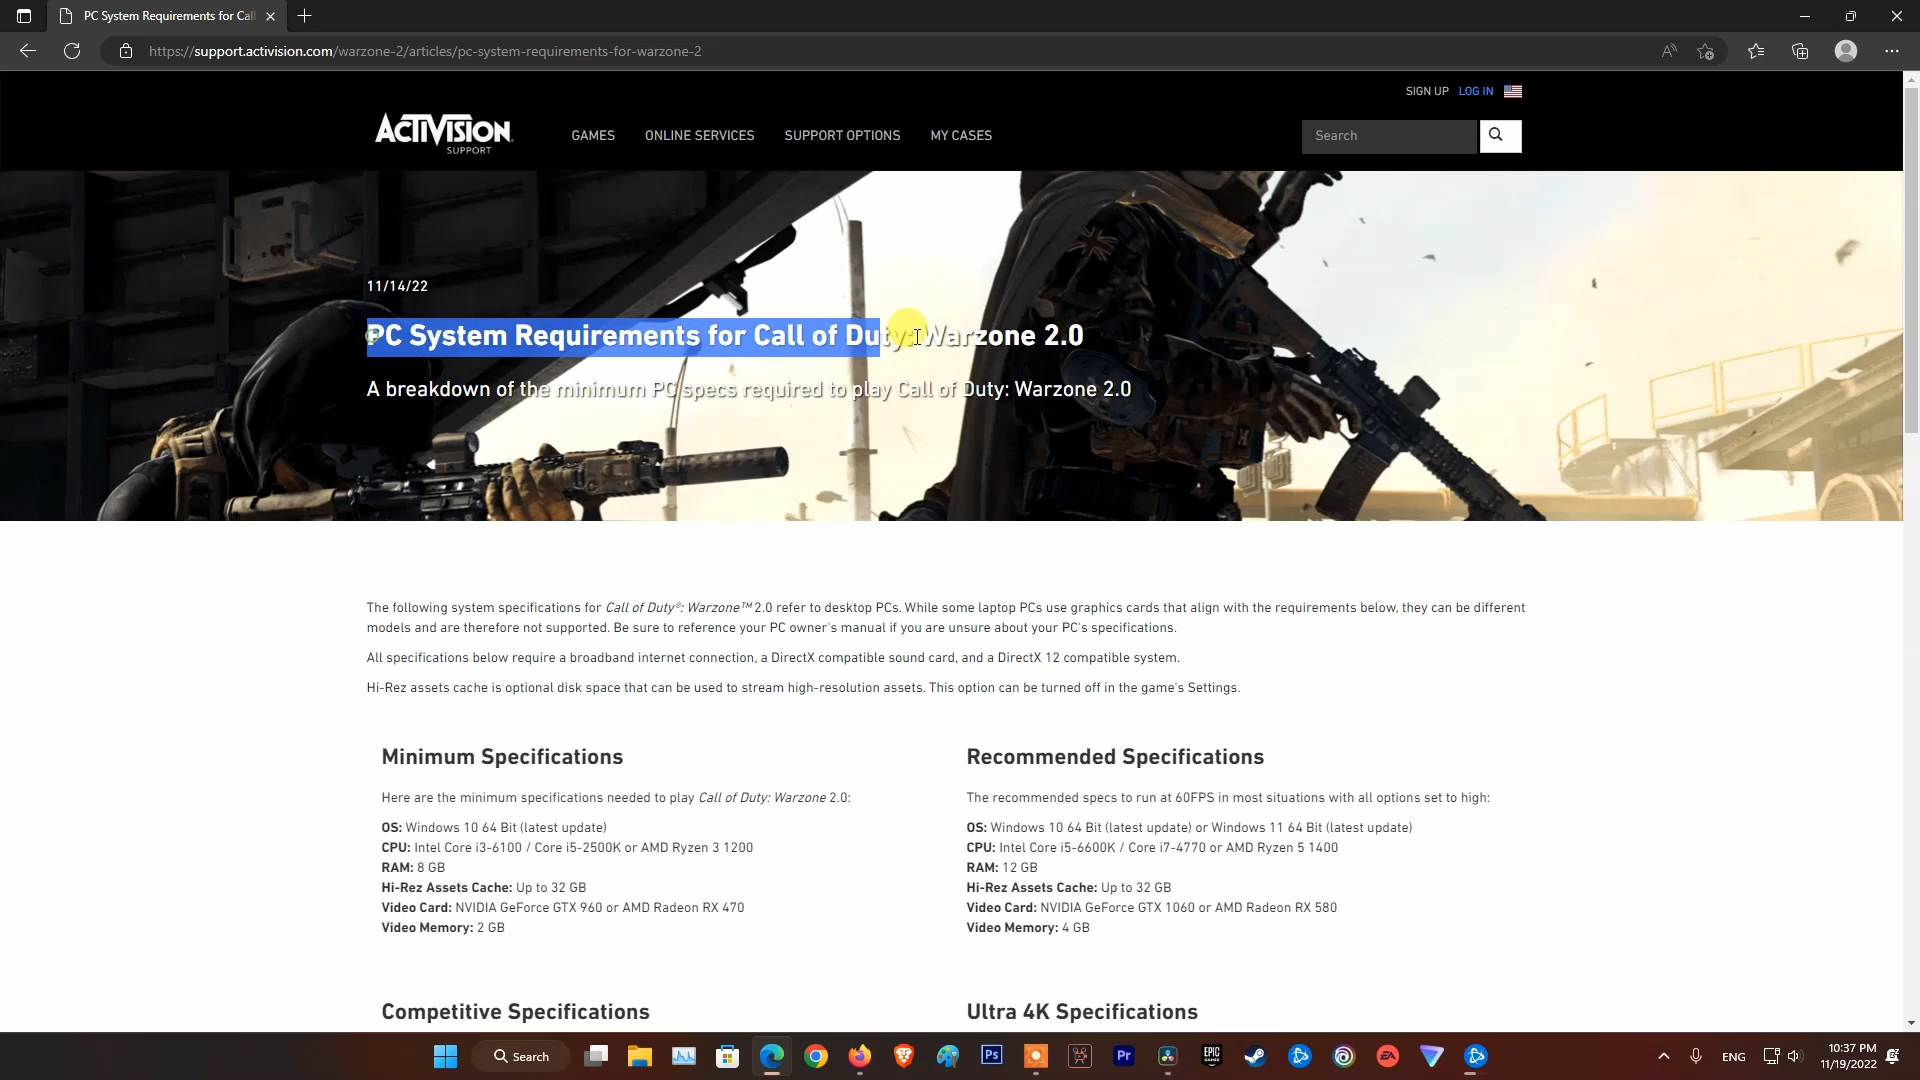 PC System Requirements for Call
https://support.activision.com/warzone-2/articles/pc-system-requirements-for-warzone-2
SIGN UP LOG IN
ACTIVISION
SUPPORT
GAMES ONLINE SERVICES SUPPORT OPTIONS MY CASES
Search
11/14/22
PC System Requirements for Call of Duty: Warzone 2.0
A breakdown of the minimum PC specs required to play Call of Duty: Warzone 2.0
The following system specifications for Call of Duty®: Warzone™ 2.0 refer to desktop PCs. While some laptop PCs use graphics cards that align with the requirements below, they can be different
models and are therefore not supported. Be sure to reference your PC owner's manual if you are unsure about your PC's specifications.
All specifications below require a broadband internet connection, a DirectX compatible sound card, and a DirectX 12 compatible system.
Hi-Rez assets cache is optional disk space that can be used to stream high-resolution assets. This option can be turned off in the game's Settings.
Minimum Specifications
Here are the minimum specifications needed to play Call of Duty: Warzone 2.0:
OS: Windows 10 64 Bit (latest update)
CPU: Intel Core i3-6100 / Core i5-2500K or AMD Ryzen 3 1200
RAM: 8 GB
Hi-Rez Assets Cache: Up to 32 GB
Video Card: NVIDIA GeForce GTX 960 or AMD Radeon RX 470
Video Memory: 2 GB
Recommended Specifications
The recommended specs to run at 60FPS in most situations with all options set to high:
OS: Windows 10 64 Bit (latest update) or Windows 11 64 Bit (latest update)
CPU: Intel Core i5-6600K / Core i7-4770 or AMD Ryzen 5 1400
RAM: 12 GB
Hi-Rez Assets Cache: Up to 32 GB
Video Card: NVIDIA GeForce GTX 1060 or AMD Radeon RX 580
Video Memory: 4 GB
Competitive Specifications
Ultra 4K Specifications
Search
Ps
Pr
EPIC
GAMES
EA
ENG
10:37 PM
11/19/2022